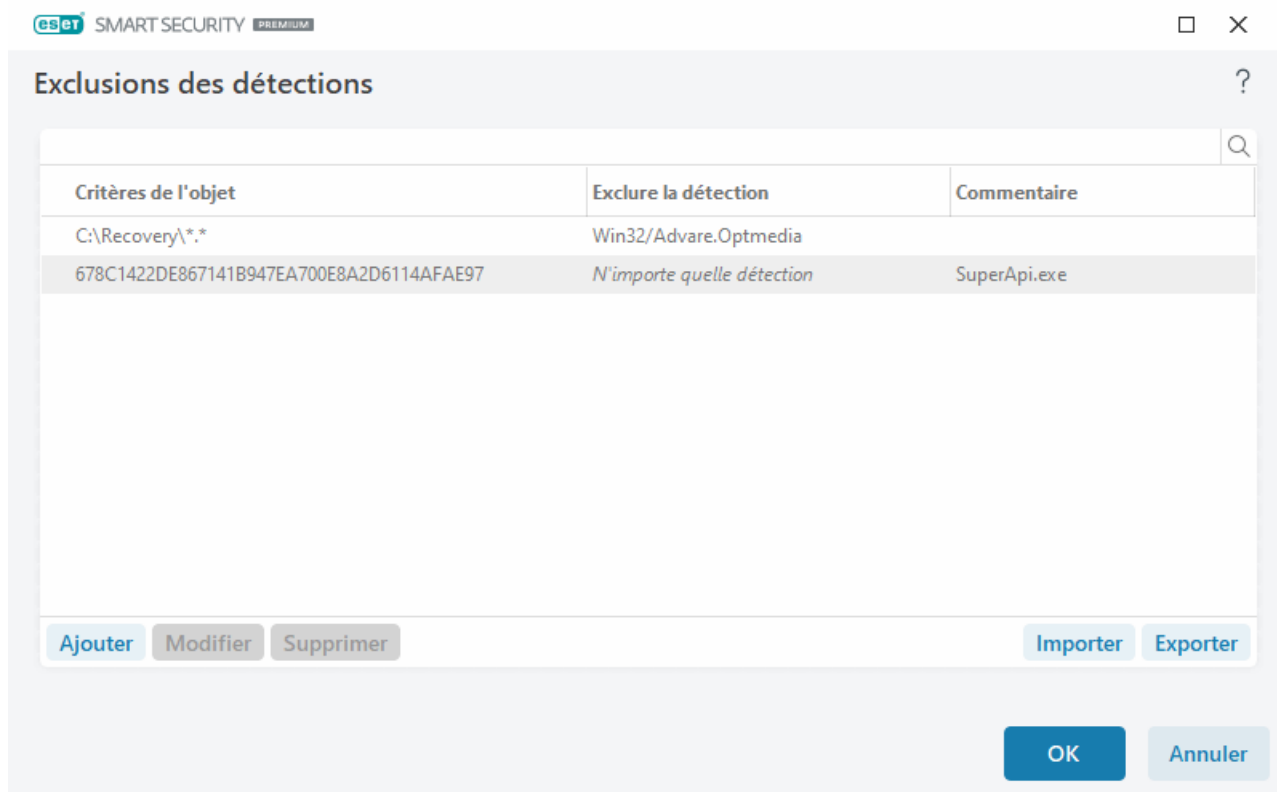 eset SMART SECURITY PREMIUM
Exclusions des détections
?
Critères de l'objet Exclure la détection Commentaire
C:\Recovery\*.* Win32/Advare.Optmedia
678C1422DE867141B947EA700E8A2D6114AFAE97 N'importe quelle détection SuperApi.exe
Ajouter Modifier Supprimer Importer Exporter
OK Annuler